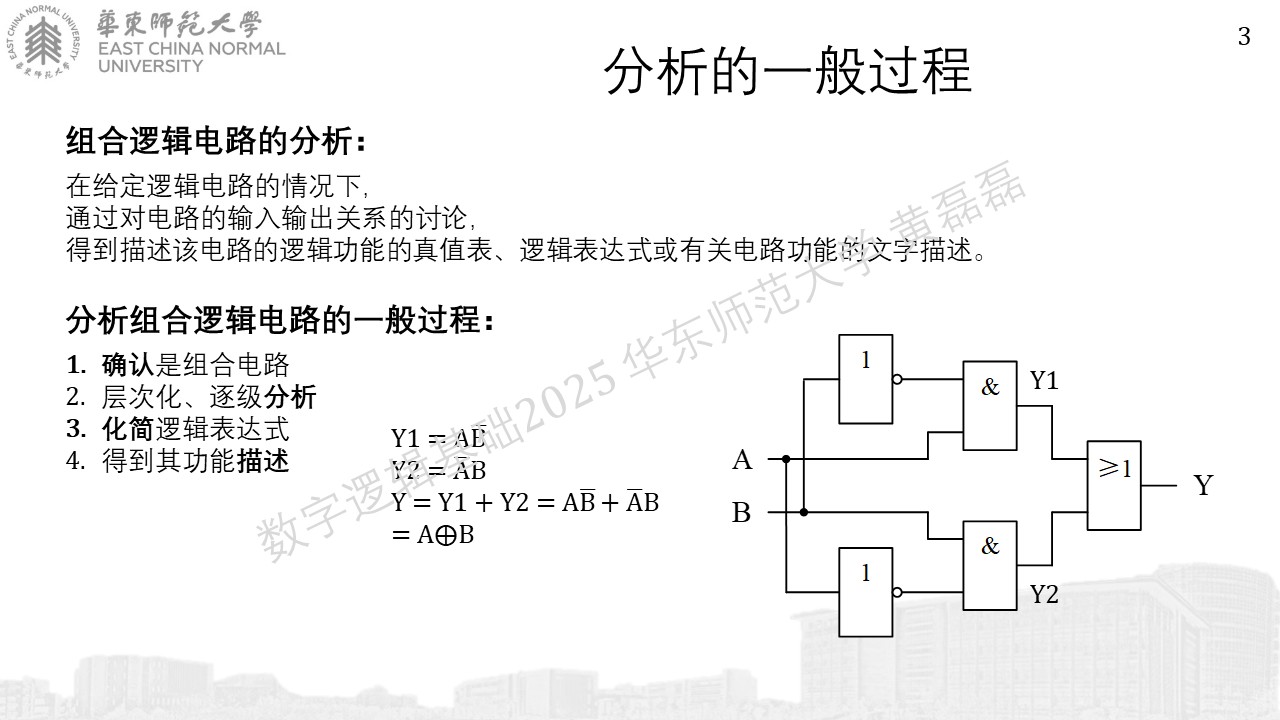 華東師範大學
EAST CHINA NORMAL
UNIVERSITY
EAST CHINA NORMAL UNIVERSITY
華東師范大學
3
分析的一般过程
组合逻辑电路的分析：
在给定逻辑电路的情况下，
通过对电路的输入输出关系的讨论，
得到描述该电路的逻辑功能的真值表、逻辑表达式或有关电路功能的文字描述。
分析组合逻辑电路的一般过程：
1. 确认是组合电路
2. 层次化、逐级分析
3. 化简逻辑表达式
4. 得到其功能描述
Y1 = AB̅
Y2 = A̅B
Y = Y1 + Y2 = AB̅ + A̅B
= A⊕B
1
&
Y1
A
≥1
Y
B
&
1
Y2
数字逻辑基础2025 华东师范大学 黄磊磊